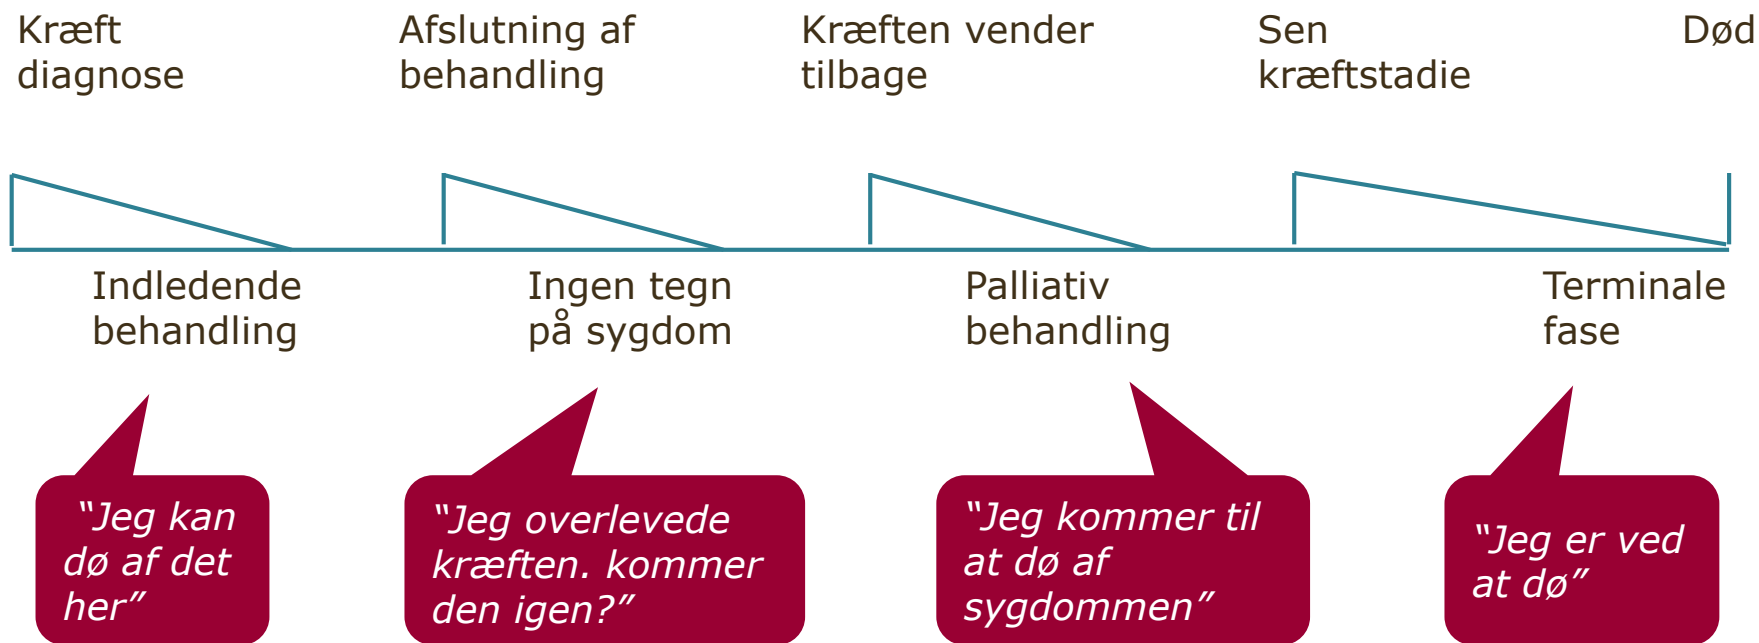 Kræft
diagnose
Afslutning af
behandling
Kræften vender
tilbage
Sen
kræftstadie
Død
Indledende
behandling
Ingen tegn
på sygdom
Palliativ
behandling
Terminale
fase
“Jeg kan
dø af det
her”
“Jeg overlevede
kræften. kommer
den igen?”
“Jeg kommer til
at dø af
sygdommen”
“Jeg er ved
at dø”